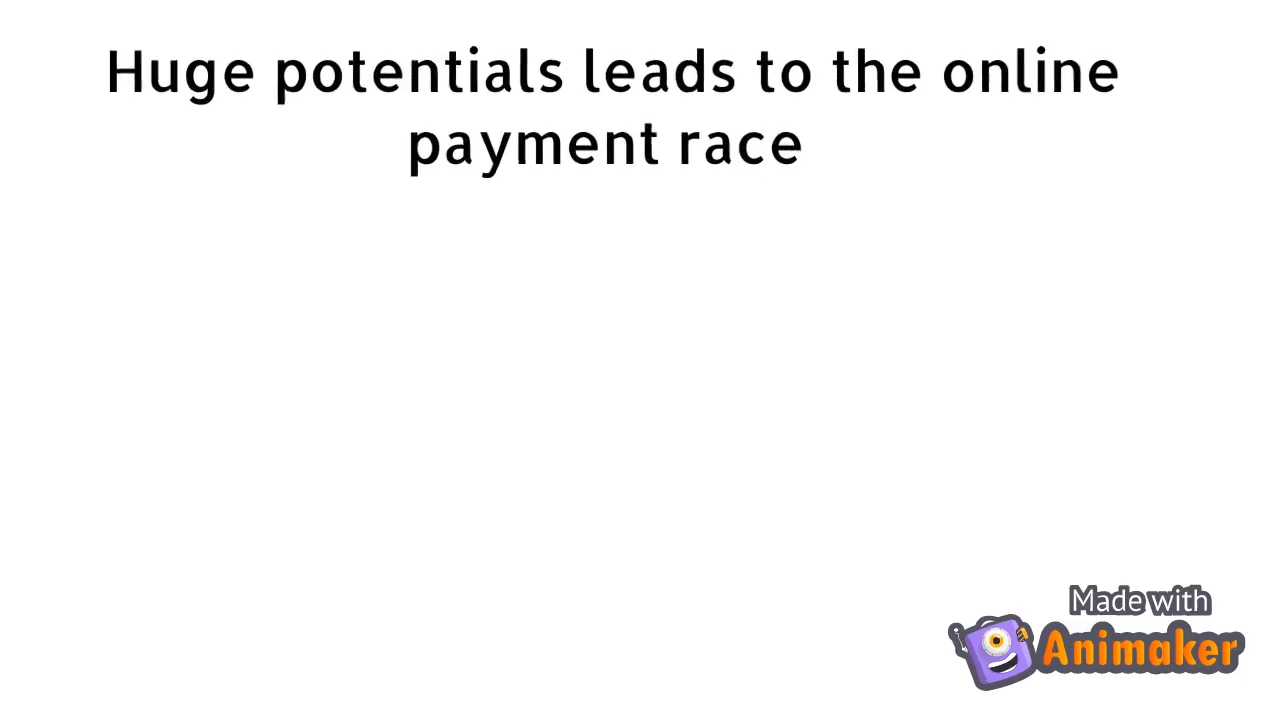 Huge potentials leads to the online
payment race
Made with
Animaker